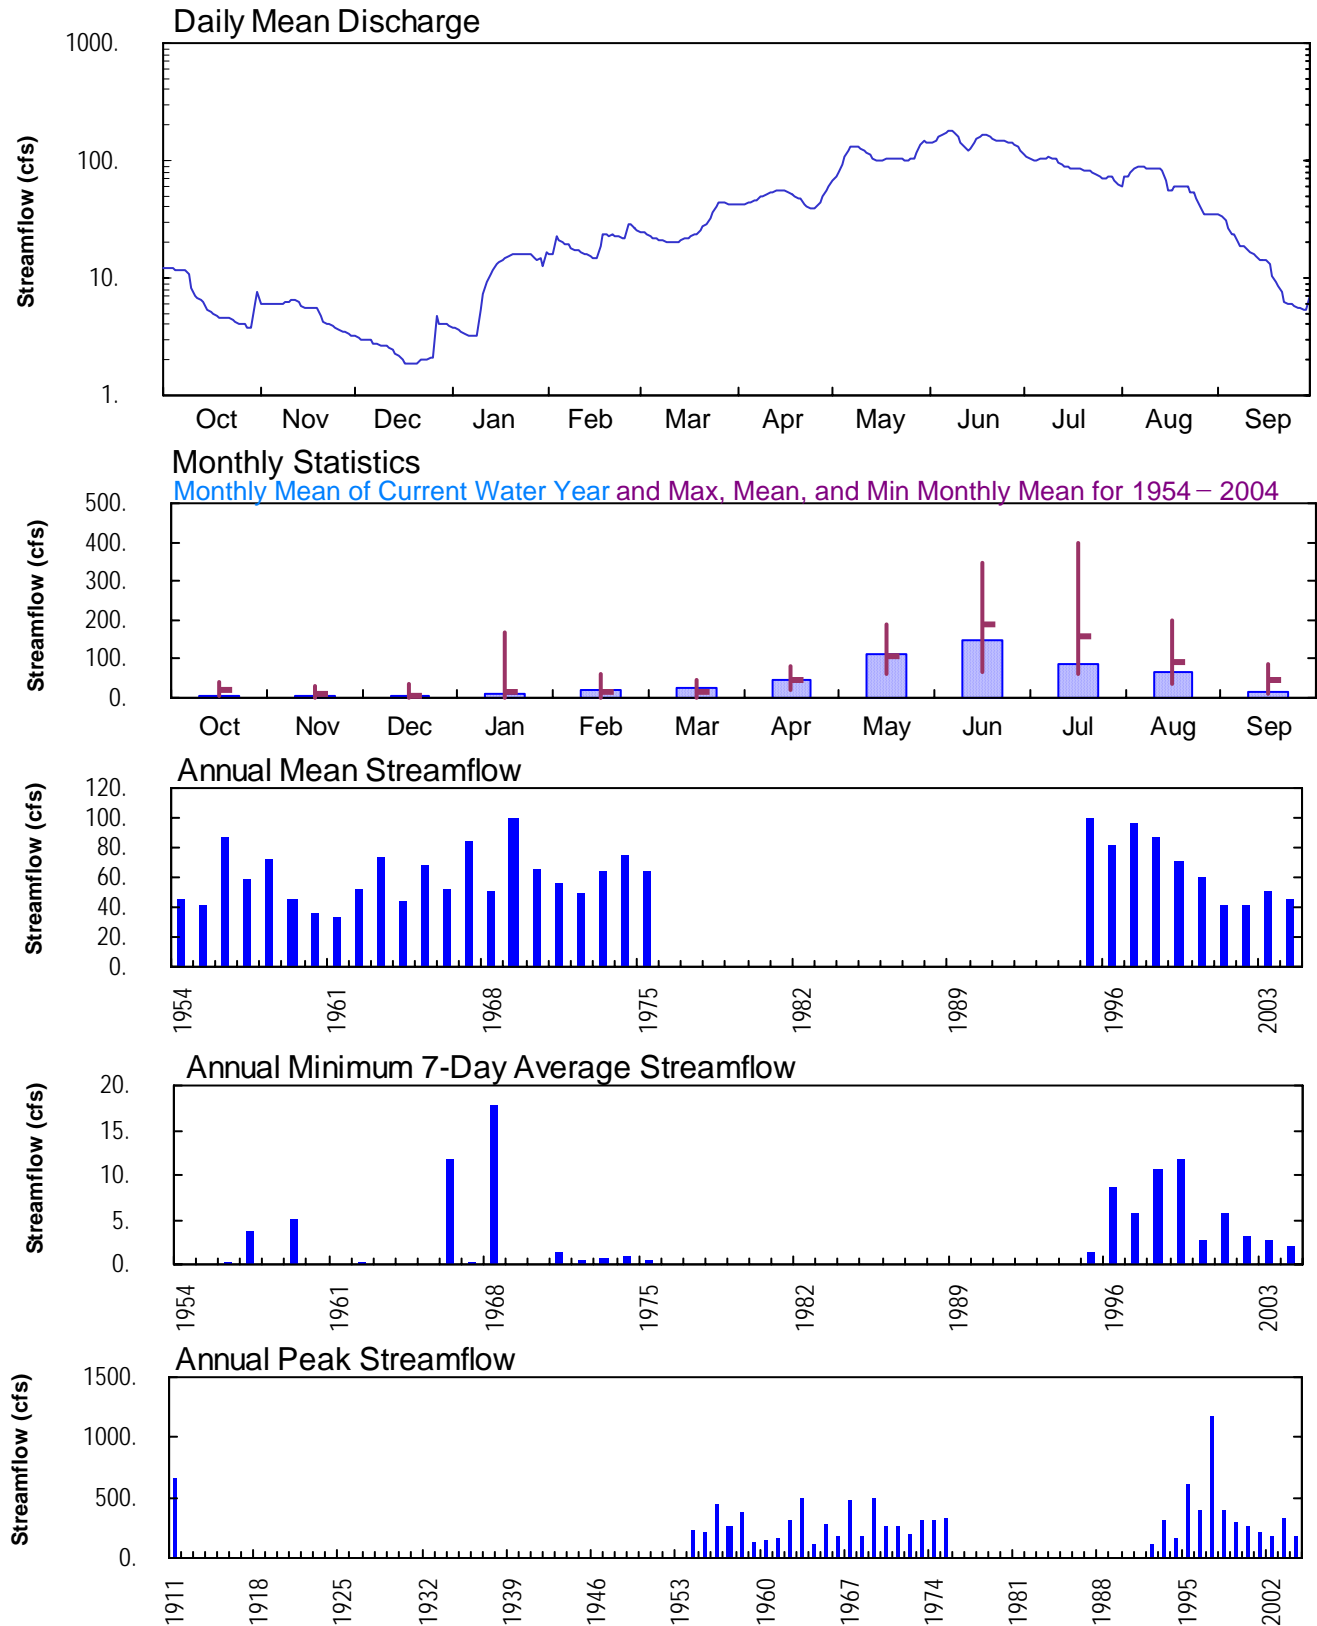 Daily Mean Discharge
Streamflow (cfs)
1000.
100.
10.
1.
Oct Nov Dec Jan Feb Mar Apr May Jun Jul Aug Sep
Monthly Statistics
Monthly Mean of Current Water Year and Max, Mean, and Min Monthly Mean for 1954 – 2004
Streamflow (cfs)
500.
400.
300.
200.
100.
0.
Oct Nov Dec Jan Feb Mar Apr May Jun Jul Aug Sep
Annual Mean Streamflow
Streamflow (cfs)
120.
100.
80.
60.
40.
20.
0.
1954 1961 1968 1975 1982 1989 1996 2003
Annual Minimum 7-Day Average Streamflow
Streamflow (cfs)
20.
15.
10.
5.
0.
1954 1961 1968 1975 1982 1989 1996 2003
Annual Peak Streamflow
Streamflow (cfs)
1500.
1000.
500.
0.
1911 1918 1925 1932 1939 1946 1953 1960 1967 1974 1981 1988 1995 2002